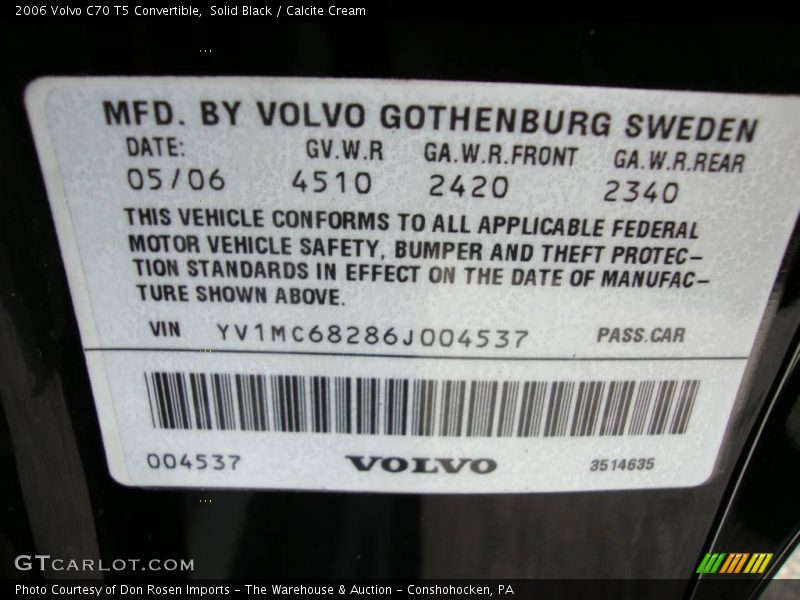 2006 Volvo C70 T5 Convertible,  Solid Black / Calcite Cream
MFD. BY VOLVO GOTHENBURG SWEDEN
DATE: GV.W.R GA.W.R.FRONT GA.W.R.REAR
05/06 4510 2420 2340
THIS VEHICLE CONFORMS TO ALL APPLICABLE FEDERAL
MOTOR VEHICLE SAFETY, BUMPER AND THEFT PROTEC-
TION STANDARDS IN EFFECT ON THE DATE OF MANUFAC-
TURE SHOWN ABOVE.
VIN YV1MC68286J004537 PASS.CAR
004537 VOLVO 3514635
GTCARLOT.COM
Photo Courtesy of Don Rosen Imports - The Warehouse & Auction - Conshohocken, PA